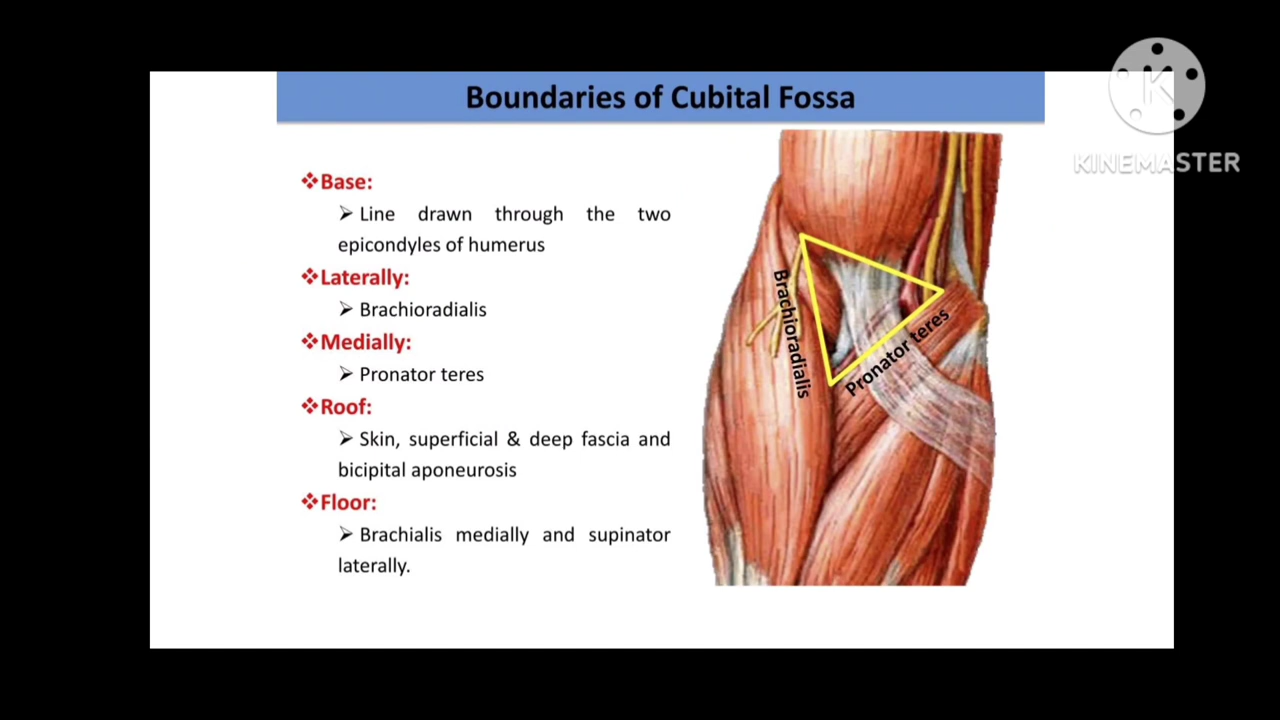 Boundaries of Cubital Fossa
KINEMASTER
❖Base:
➢ Line drawn through the two
epicondyles of humerus
❖Laterally:
➢ Brachioradialis
❖Medially:
➢ Pronator teres
❖Roof:
➢ Skin, superficial & deep fascia and
bicipital aponeurosis
❖Floor:
➢ Brachialis medially and supinator
laterally.
Brachioradialis
Pronator teres